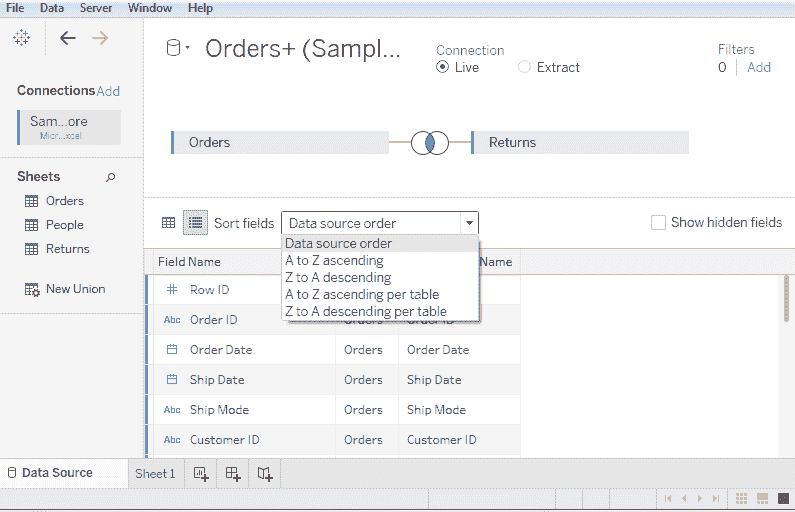 File Data Server Window Help
Orders+ (Sampl...
Connection
Live Extract
Filters
0 Add
Connections Add
Sam...ore
Micr...xcel
Orders Returns
Sheets
Orders
People
Returns
New Union
Sort fields Data source order Show hidden fields
Data source order
A to Z ascending
Z to A descending
A to Z ascending per table
Z to A descending per table
Field Name Name
# Row ID
Abc Order ID Orders Order ID
Order Date Orders Order Date
Ship Date Orders Ship Date
Abc Ship Mode Orders Ship Mode
Abc Customer ID Orders Customer ID
Data Source Sheet 1